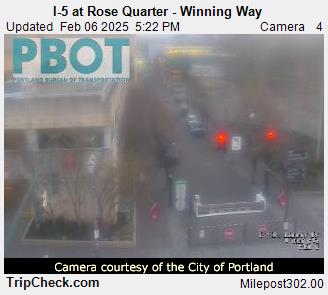 I-5 at Rose Quarter - Winning Way
Updated Feb 06 2025 5:22 PM Camera 4
PBOT
PORTLAND BUREAU OF TRANSPORTATION
Camera courtesy of the City of Portland
TripCheck.com Milepost302.00